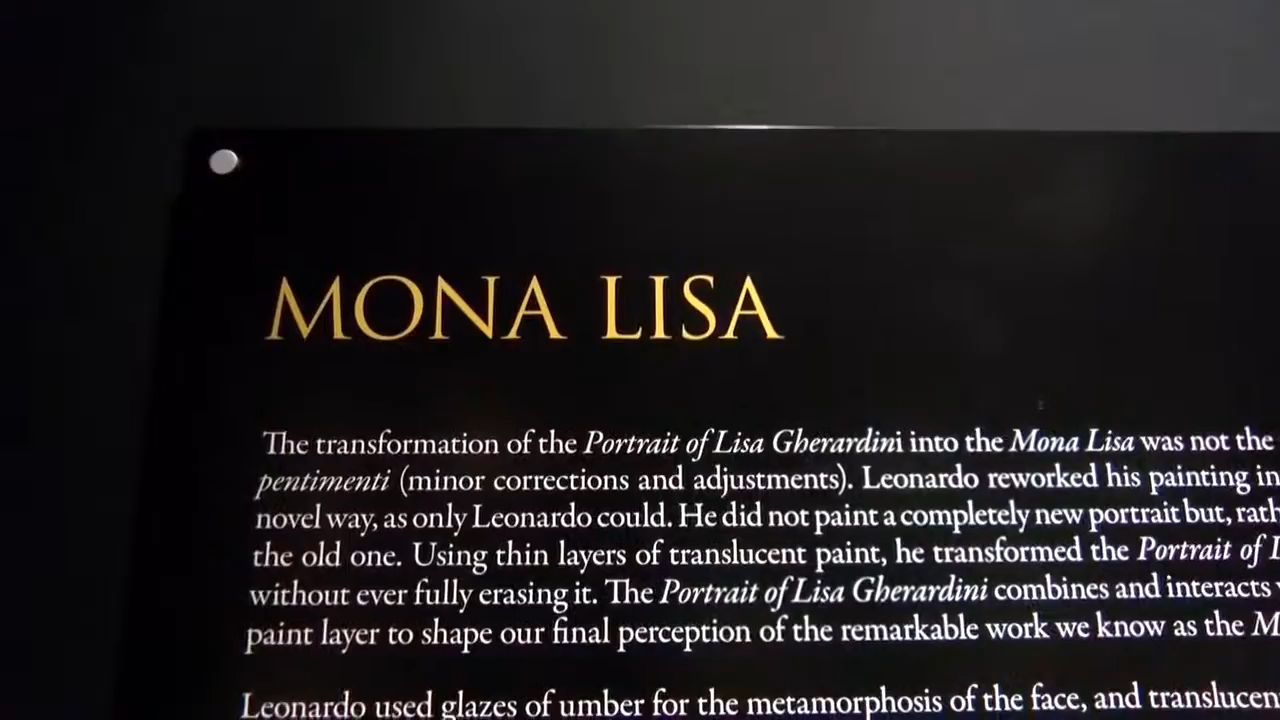 MONA LISA
The transformation of the Portrait of Lisa Gherardini into the Mona Lisa was not the
pentimenti (minor corrections and adjustments). Leonardo reworked his painting in
novel way, as only Leonardo could. He did not paint a completely new portrait but,
the old one. Using thin layers of translucent paint, he transformed the Portrait of
without ever fully erasing it. The Portrait of Lisa Gherardini combines and interacts
paint layer to shape our final perception of the remarkable work we know as the
Leonardo used glazes of umber for the metamorphosis of the face, and